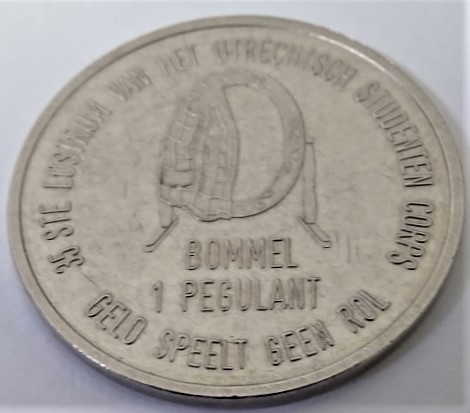 35 STE LUSTRUM VAN HET UTRECHTSCH STUDENTEN CORPS
BOMMEL
1 PEGULANT
GELD SPEELT GEEN ROL